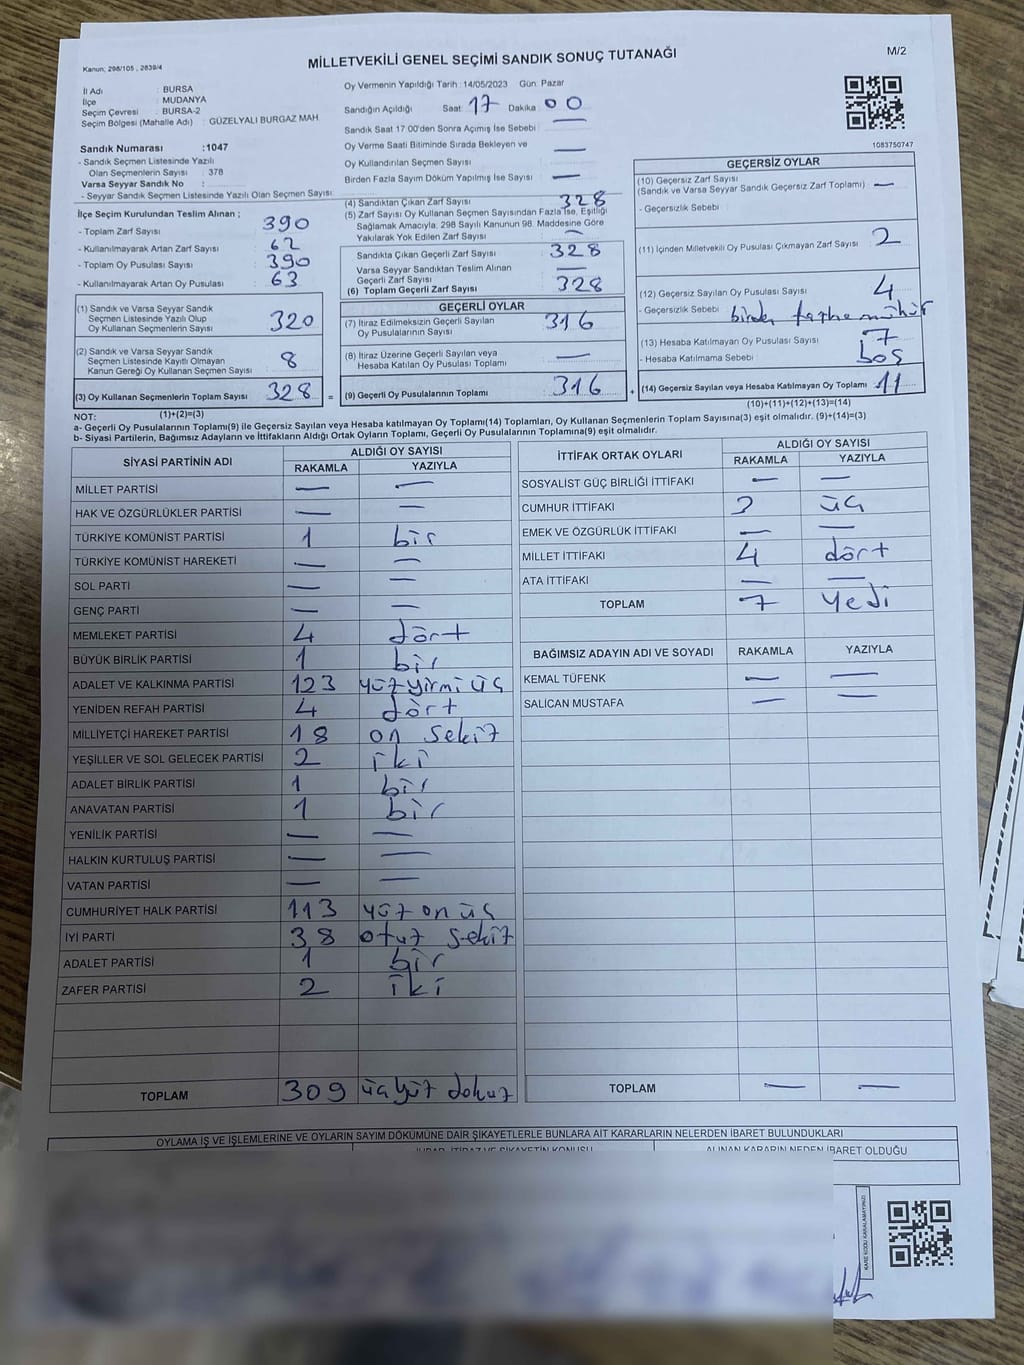 Kanun, 298/105 , 2839/4
MİLLETVEKİLİ GENEL SEÇİMİ SANDIK SONUÇ TUTANAĞI
M/2
İl Adı : BURSA
İlçe : MUDANYA
Seçim Çevresi : BURSA-2
Seçim Bölgesi (Mahalle Adı) : GÜZELYALI BURGAZ MAH.
Sandık Numarası :1047
- Sandık Seçmen Listesinde Yazılı
Olan Seçmenlerin Sayısı : 378
Varsa Seyyar Sandık No :
- Seyyar Sandık Seçmen Listesinde Yazılı Olan Seçmen Sayısı:
İlçe Seçim Kurulundan Teslim Alınan ;
- Toplam Zarf Sayısı 390
- Kullanılmayarak Artan Zarf Sayısı 62
- Toplam Oy Pusulası Sayısı 390
- Kullanılmayarak Artan Oy Pusulası 63
(1) Sandık ve Varsa Seyyar Sandık
Seçmen Listesinde Yazılı Olup
Oy Kullanan Seçmenlerin Sayısı 320
(2) Sandık ve Varsa Seyyar Sandık
Seçmen Listesinde Kayıtlı Olmayan
Kanun Gereği Oy Kullanan Seçmen Sayısı 8
(3) Oy Kullanan Seçmenlerin Toplam Sayısı 328 =
(1)+(2)=(3)
Oy Vermenin Yapıldığı Tarih :14/05/2023 Gün: Pazar
Sandığın Açıldığı Saat 17 Dakika 00
Sandık Saat 17.00'den Sonra Açımış İse Sebebi : —
Oy Verme Saati Bitiminde Sırada Bekleyen ve
Oy Kullandırılan Seçmen Sayısı : —
Birden Fazla Sayım Döküm Yapılmış İse Sayısı : —
(4) Sandıktan Çıkan Zarf Sayısı 328
(5) Zarf Sayısı Oy Kullanan Seçmen Sayısından Fazla İse, Eşitliği
Sağlamak Amacıyla, 298 Sayılı Kanunun 98. Maddesine Göre
Yakılarak Yok Edilen Zarf Sayısı : —
Sandıkta Çıkan Geçerli Zarf Sayısı 328
Varsa Seyyar Sandıktan Teslim Alınan
Geçerli Zarf Sayısı —
(6) Toplam Geçerli Zarf Sayısı 328
GEÇERLİ OYLAR
(7) İtiraz Edilmeksizin Geçerli Sayılan
Oy Pusulalarının Sayısı 316
(8) İtiraz Üzerine Geçerli Sayılan veya
Hesaba Katılan Oy Pusulası Toplamı —
(9) Geçerli Oy Pusulalarının Toplamı 316 +
1083750747
GEÇERSİZ OYLAR
(10) Geçersiz Zarf Sayısı
(Sandık ve Varsa Seyyar Sandık Geçersiz Zarf Toplamı) —
- Geçersizlik Sebebi :
(11) İçinden Milletvekili Oy Pusulası Çıkmayan Zarf Sayısı 2
(12) Geçersiz Sayılan Oy Pusulası Sayısı 4
- Geçersizlik Sebebi : birden fazla mühür
(13) Hesaba Katılmayan Oy Pusulası Sayısı 7
- Hesaba Katılmama Sebebi : boş
(14) Geçersiz Sayılan veya Hesaba Katılmayan Oy Toplamı 11
(10)+(11)+(12)+(13)=(14)
NOT:
a- Geçerli Oy Pusulalarının Toplamı(9) ile Geçersiz Sayılan veya Hesaba katılmayan Oy Toplamı(14) Toplamları, Oy Kullanan Seçmenlerin Toplam Sayısına(3) eşit olmalıdır. (9)+(14)=(3)
b- Siyasi Partilerin, Bağımsız Adayların ve İttifakların Aldığı Ortak Oyların Toplamı, Geçerli Oy Pusulalarının Toplamına(9) eşit olmalıdır.
SİYASİ PARTİNİN ADI ALDIĞI OY SAYISI
RAKAMLA YAZIYLA
MİLLET PARTİSİ — —
HAK VE ÖZGÜRLÜKLER PARTİSİ — —
TÜRKİYE KOMÜNİST PARTİSİ 1 bir
TÜRKİYE KOMÜNİST HAREKETİ — —
SOL PARTİ — —
GENÇ PARTİ — —
MEMLEKET PARTİSİ 4 dört
BÜYÜK BİRLİK PARTİSİ 1 bir
ADALET VE KALKINMA PARTİSİ 123 yüzyirmi üç
YENİDEN REFAH PARTİSİ 4 dört
MİLLİYETÇİ HAREKET PARTİSİ 18 on sekiz
YEŞİLLER VE SOL GELECEK PARTİSİ 2 iki
ADALET BİRLİK PARTİSİ 1 bir
ANAVATAN PARTİSİ 1 bir
YENİLİK PARTİSİ — —
HALKIN KURTULUŞ PARTİSİ — —
VATAN PARTİSİ — —
CUMHURİYET HALK PARTİSİ 113 yüz on üç
İYİ PARTİ 38 otuz sekiz
ADALET PARTİSİ 1 bir
ZAFER PARTİSİ 2 iki
TOPLAM 309 üçyüz dokuz
İTTİFAK ORTAK OYLARI ALDIĞI OY SAYISI
RAKAMLA YAZIYLA
SOSYALİST GÜÇ BİRLİĞİ İTTİFAKI — —
CUMHUR İTTİFAKI 3 üç
EMEK VE ÖZGÜRLÜK İTTİFAKI — —
MİLLET İTTİFAKI 4 dört
ATA İTTİFAKI — —
TOPLAM 7 yedi
BAĞIMSIZ ADAYIN ADI VE SOYADI RAKAMLA YAZIYLA
KEMAL TÜFENK — —
SALİCAN MUSTAFA — —
TOPLAM — —
OYLAMA İŞ VE İŞLEMLERİNE VE OYLARIN SAYIM DÖKÜMÜNE DAİR ŞİKAYETLERLE BUNLARA AİT KARARLARIN NELERDEN İBARET BULUNDUKLARI
ALINAN KARARIN NEDEN İBARET OLDUĞU
KARE KODU KARALAMAYINIZ!